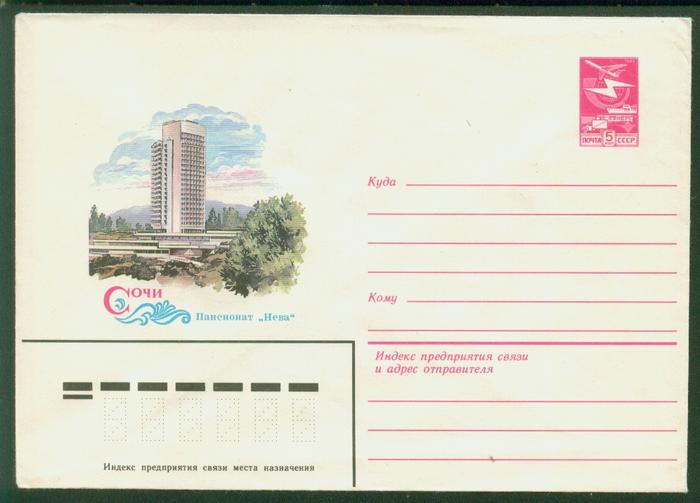 ПОЧТА 5 СССР
Куда
Кому
Сочи
Пансионат „Нева“
Индекс предприятия связи
и адрес отправителя
Индекс предприятия связи места назначения